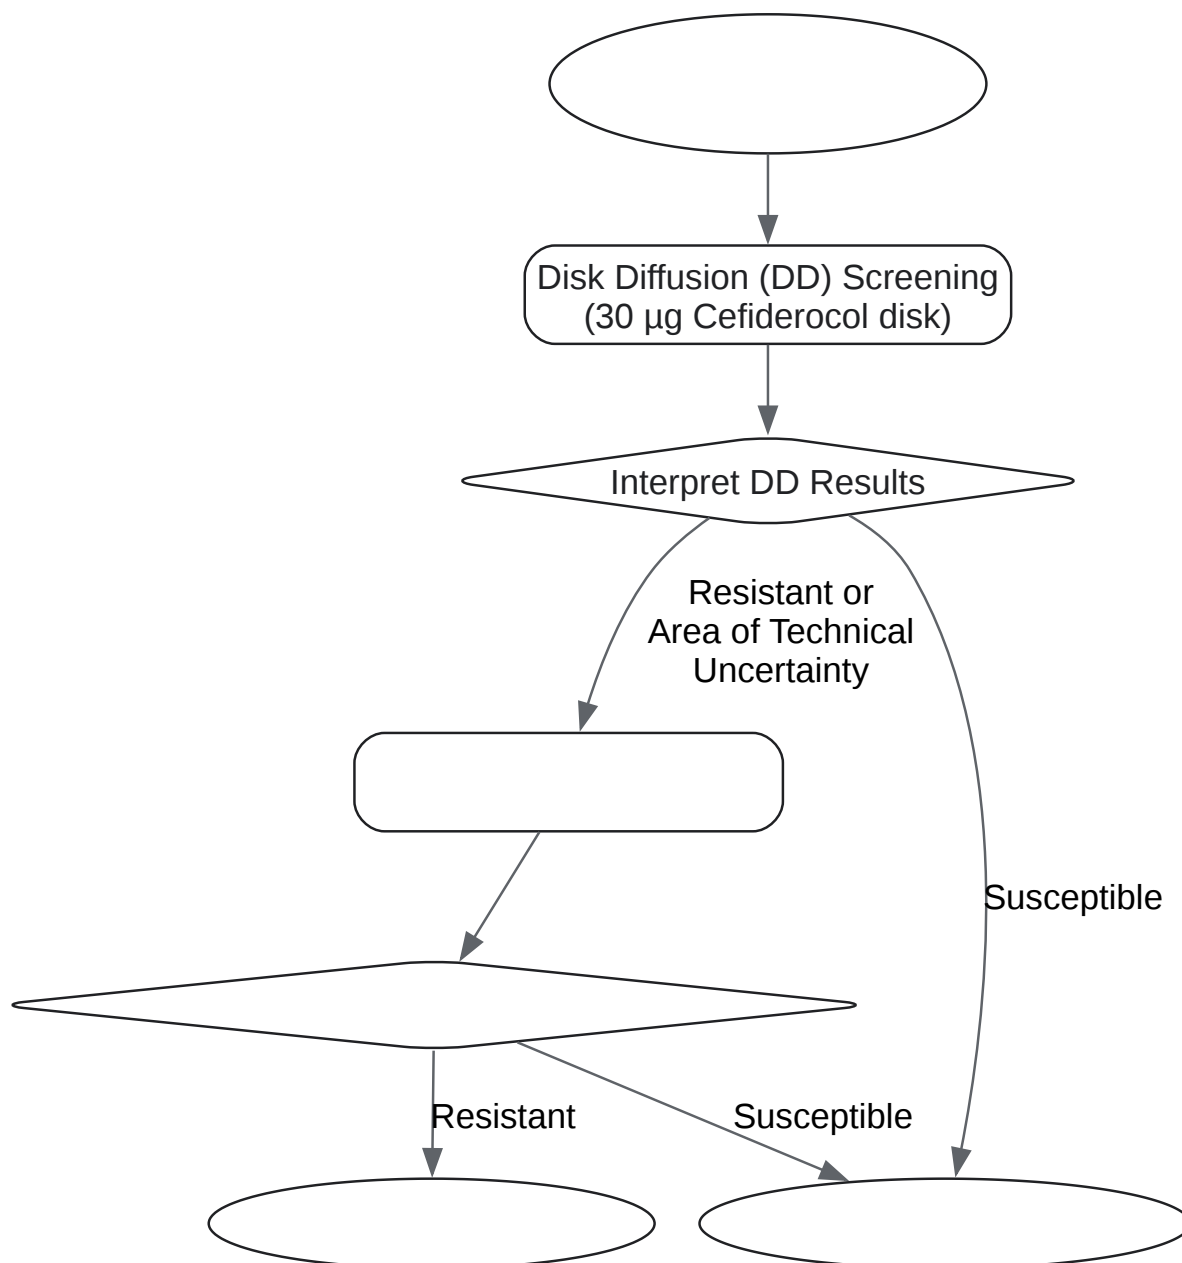 Disk Diffusion (DD) Screening
(30 µg Cefiderocol disk)
Interpret DD Results
Resistant or
Area of Technical
Uncertainty
Susceptible
Resistant
Susceptible